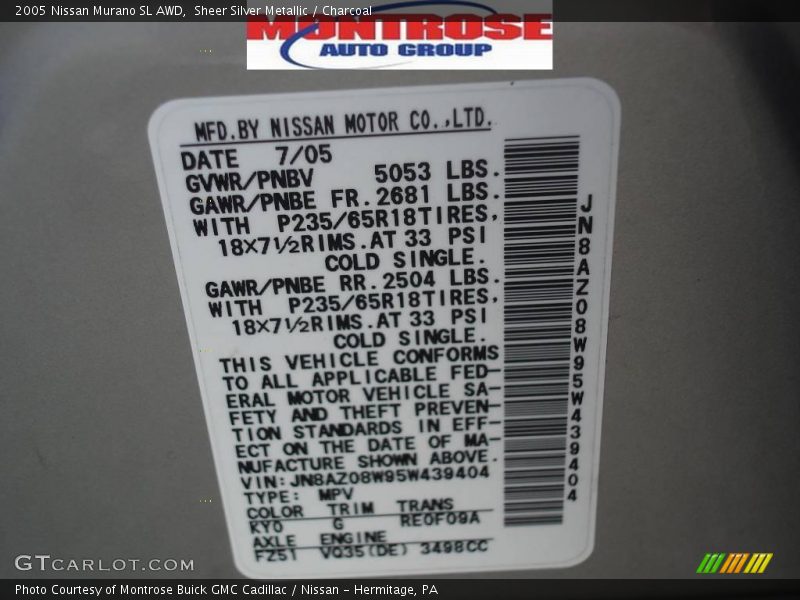 2005 Nissan Murano SL AWD, Sheer Silver Metallic / Charcoal
MONTROSE
AUTO GROUP
MFD.BY NISSAN MOTOR CO.,LTD.
DATE 7/05
GVWR/PNBV 5053 LBS.
GAWR/PNBE FR.2681 LBS.
WITH P235/65R18TIRES,
18X7½RIMS.AT 33 PSI
COLD SINGLE.
GAWR/PNBE RR.2504 LBS.
WITH P235/65R18TIRES,
18X7½RIMS.AT 33 PSI
COLD SINGLE.
THIS VEHICLE CONFORMS
TO ALL APPLICABLE FED-
ERAL MOTOR VEHICLE SA-
FETY AND THEFT PREVEN-
TION STANDARDS IN EFF-
ECT ON THE DATE OF MA-
NUFACTURE SHOWN ABOVE.
VIN:JN8AZ08W95W439404
TYPE: MPV
COLOR TRIM TRANS
KY0 G RE0F09A
AXLE ENGINE
FZ51 VQ35(DE) 3498CC
JN8AZ08W95W439404
GTCARLOT.COM
Photo Courtesy of Montrose Buick GMC Cadillac / Nissan - Hermitage, PA